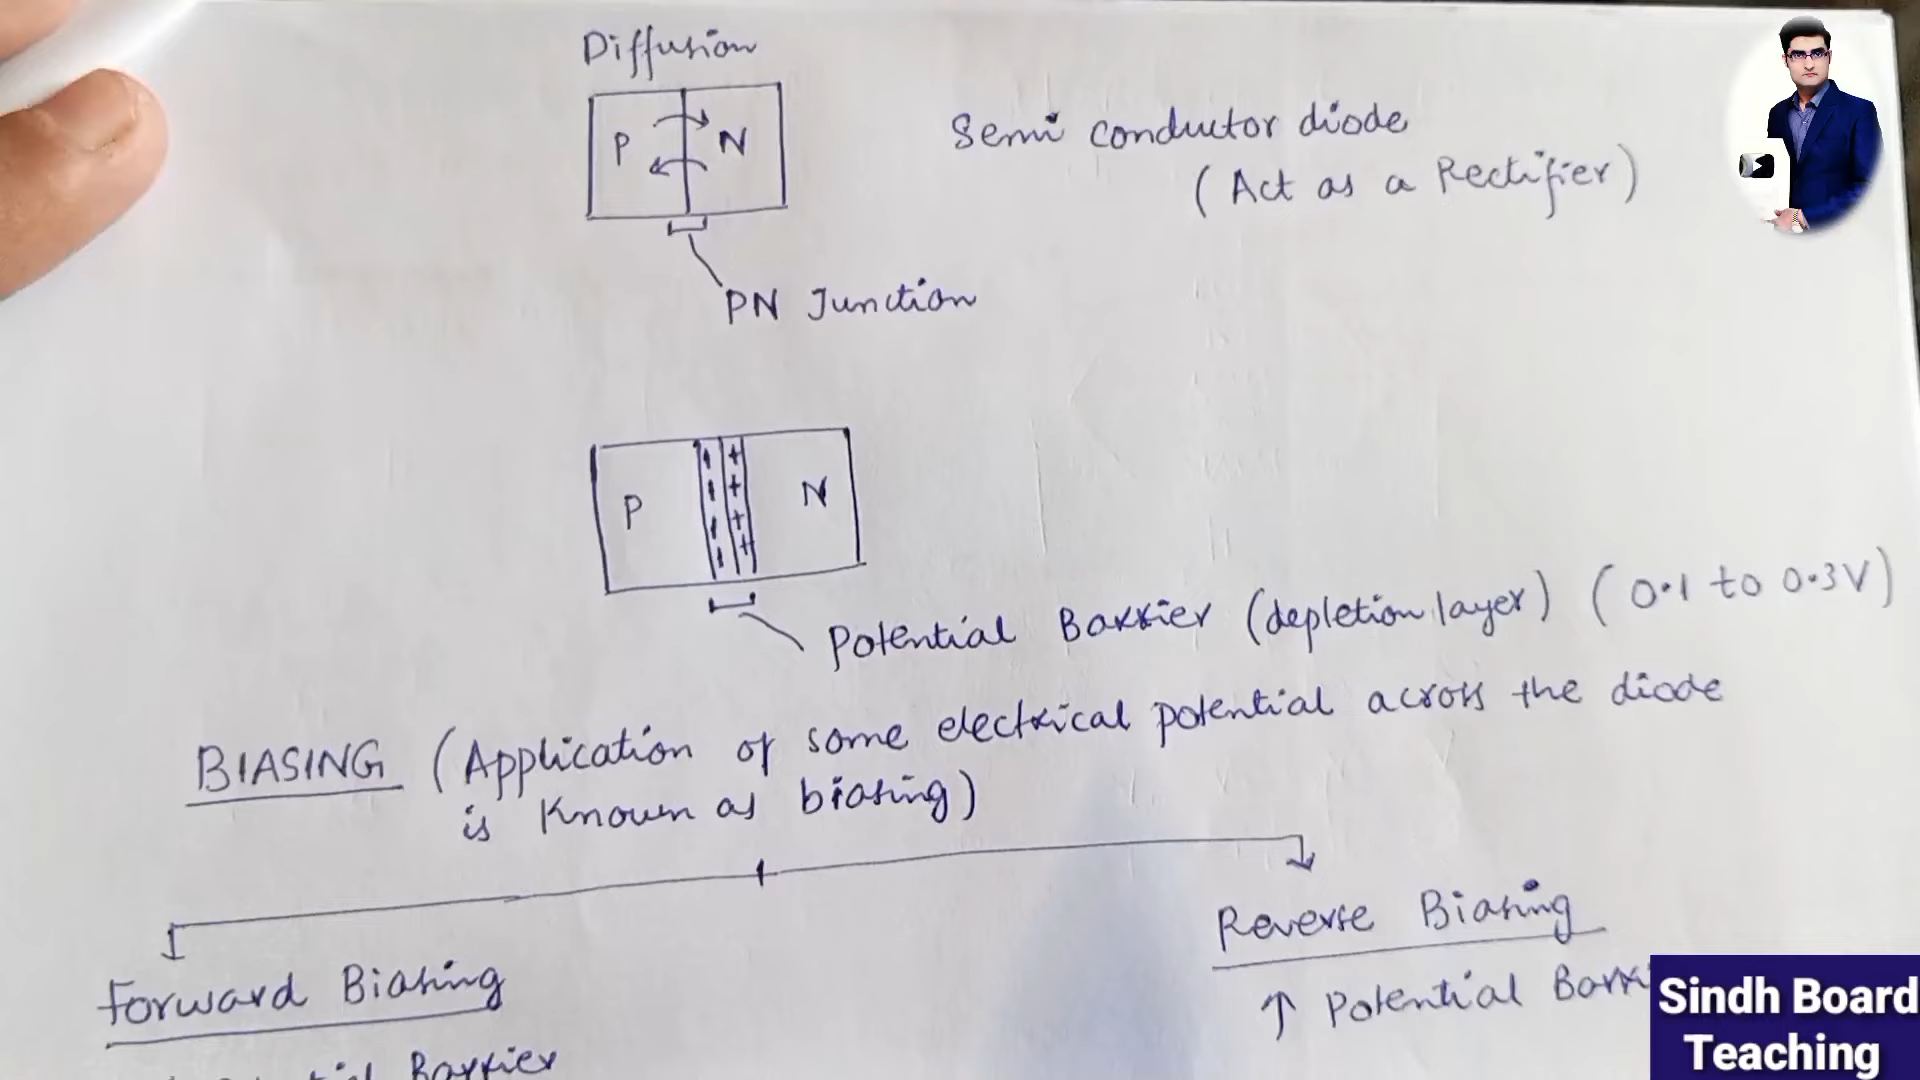 Diffusion
P N
Semi conductor diode
(Act as a Rectifier)
PN Junction
P N
+
+
+
+
Potential Barrier (depletion layer) (0.1 to 0.3V)
BIASING (Application of some electrical potential across the diode
is Known as biasing)
Forward Biasing
Reverse Biasing
↑ Potential
Barrier
Sindh Board
Teaching